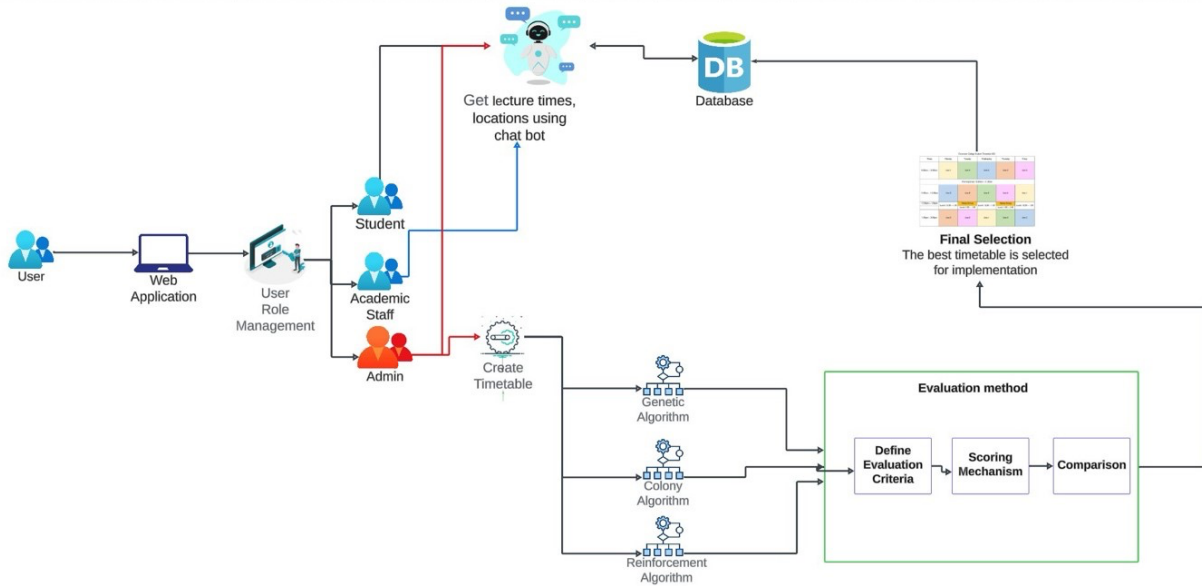 Get lecture times,
locations using
chat bot
DB
Database
Final Selection
The best timetable is selected
for implementation
Student
User
Web
Application
User
Role
Management
Academic
Staff
Admin
Create
Timetable
Genetic
Algorithm
Colony
Algorithm
Reinforcement
Algorithm
Evaluation method
Define
Evaluation
Criteria
Scoring
Mechanism
Comparison